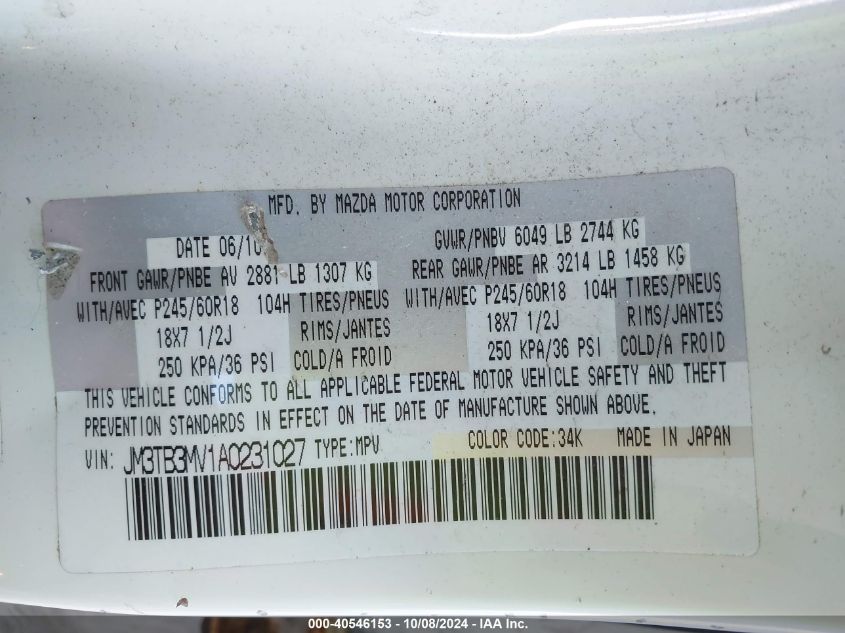 MFD. BY MAZDA MOTOR CORPORATION
DATE 06/10 GVWR/PNBV 6049 LB 2744 KG
FRONT GAWR/PNBE AV 2881 LB 1307 KG REAR GAWR/PNBE AR 3214 LB 1458 KG
WITH/AVEC P245/60R18 104H TIRES/PNEUS WITH/AVEC P245/60R18 104H TIRES/PNEUS
18X7 1/2J RIMS/JANTES 18X7 1/2J RIMS/JANTES
250 KPA/36 PSI COLD/A FROID 250 KPA/36 PSI COLD/A FROID
THIS VEHICLE CONFORMS TO ALL APPLICABLE FEDERAL MOTOR VEHICLE SAFETY AND THEFT
PREVENTION STANDARDS IN EFFECT ON THE DATE OF MANUFACTURE SHOWN ABOVE.
VIN: JM3TB3MV1A0231027 TYPE:MPV COLOR CODE:34K MADE IN JAPAN
000-40546153 - 10/08/2024 - IAA Inc.